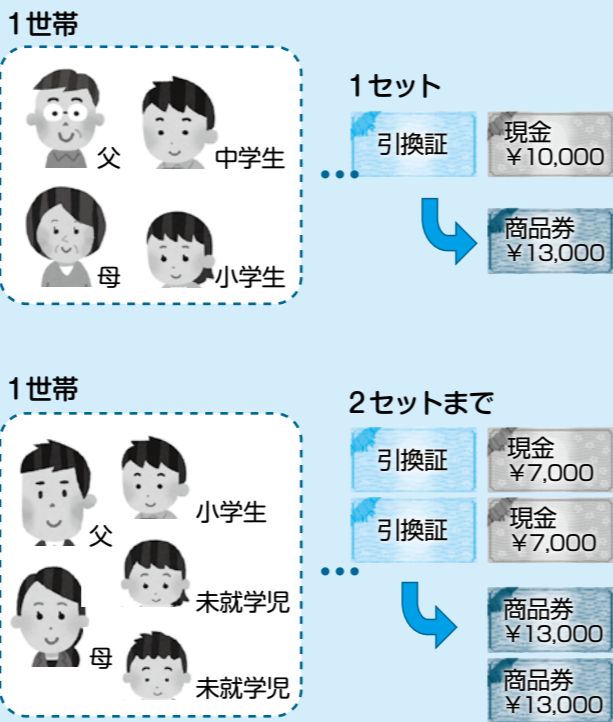 1世帯
父
中学生
母
小学生
1セット
引換証
現金
¥10,000
商品券
¥13,000
1世帯
父
小学生
未就学児
母
未就学児
2セットまで
引換証
現金
¥7,000
引換証
現金
¥7,000
商品券
¥13,000
商品券
¥13,000